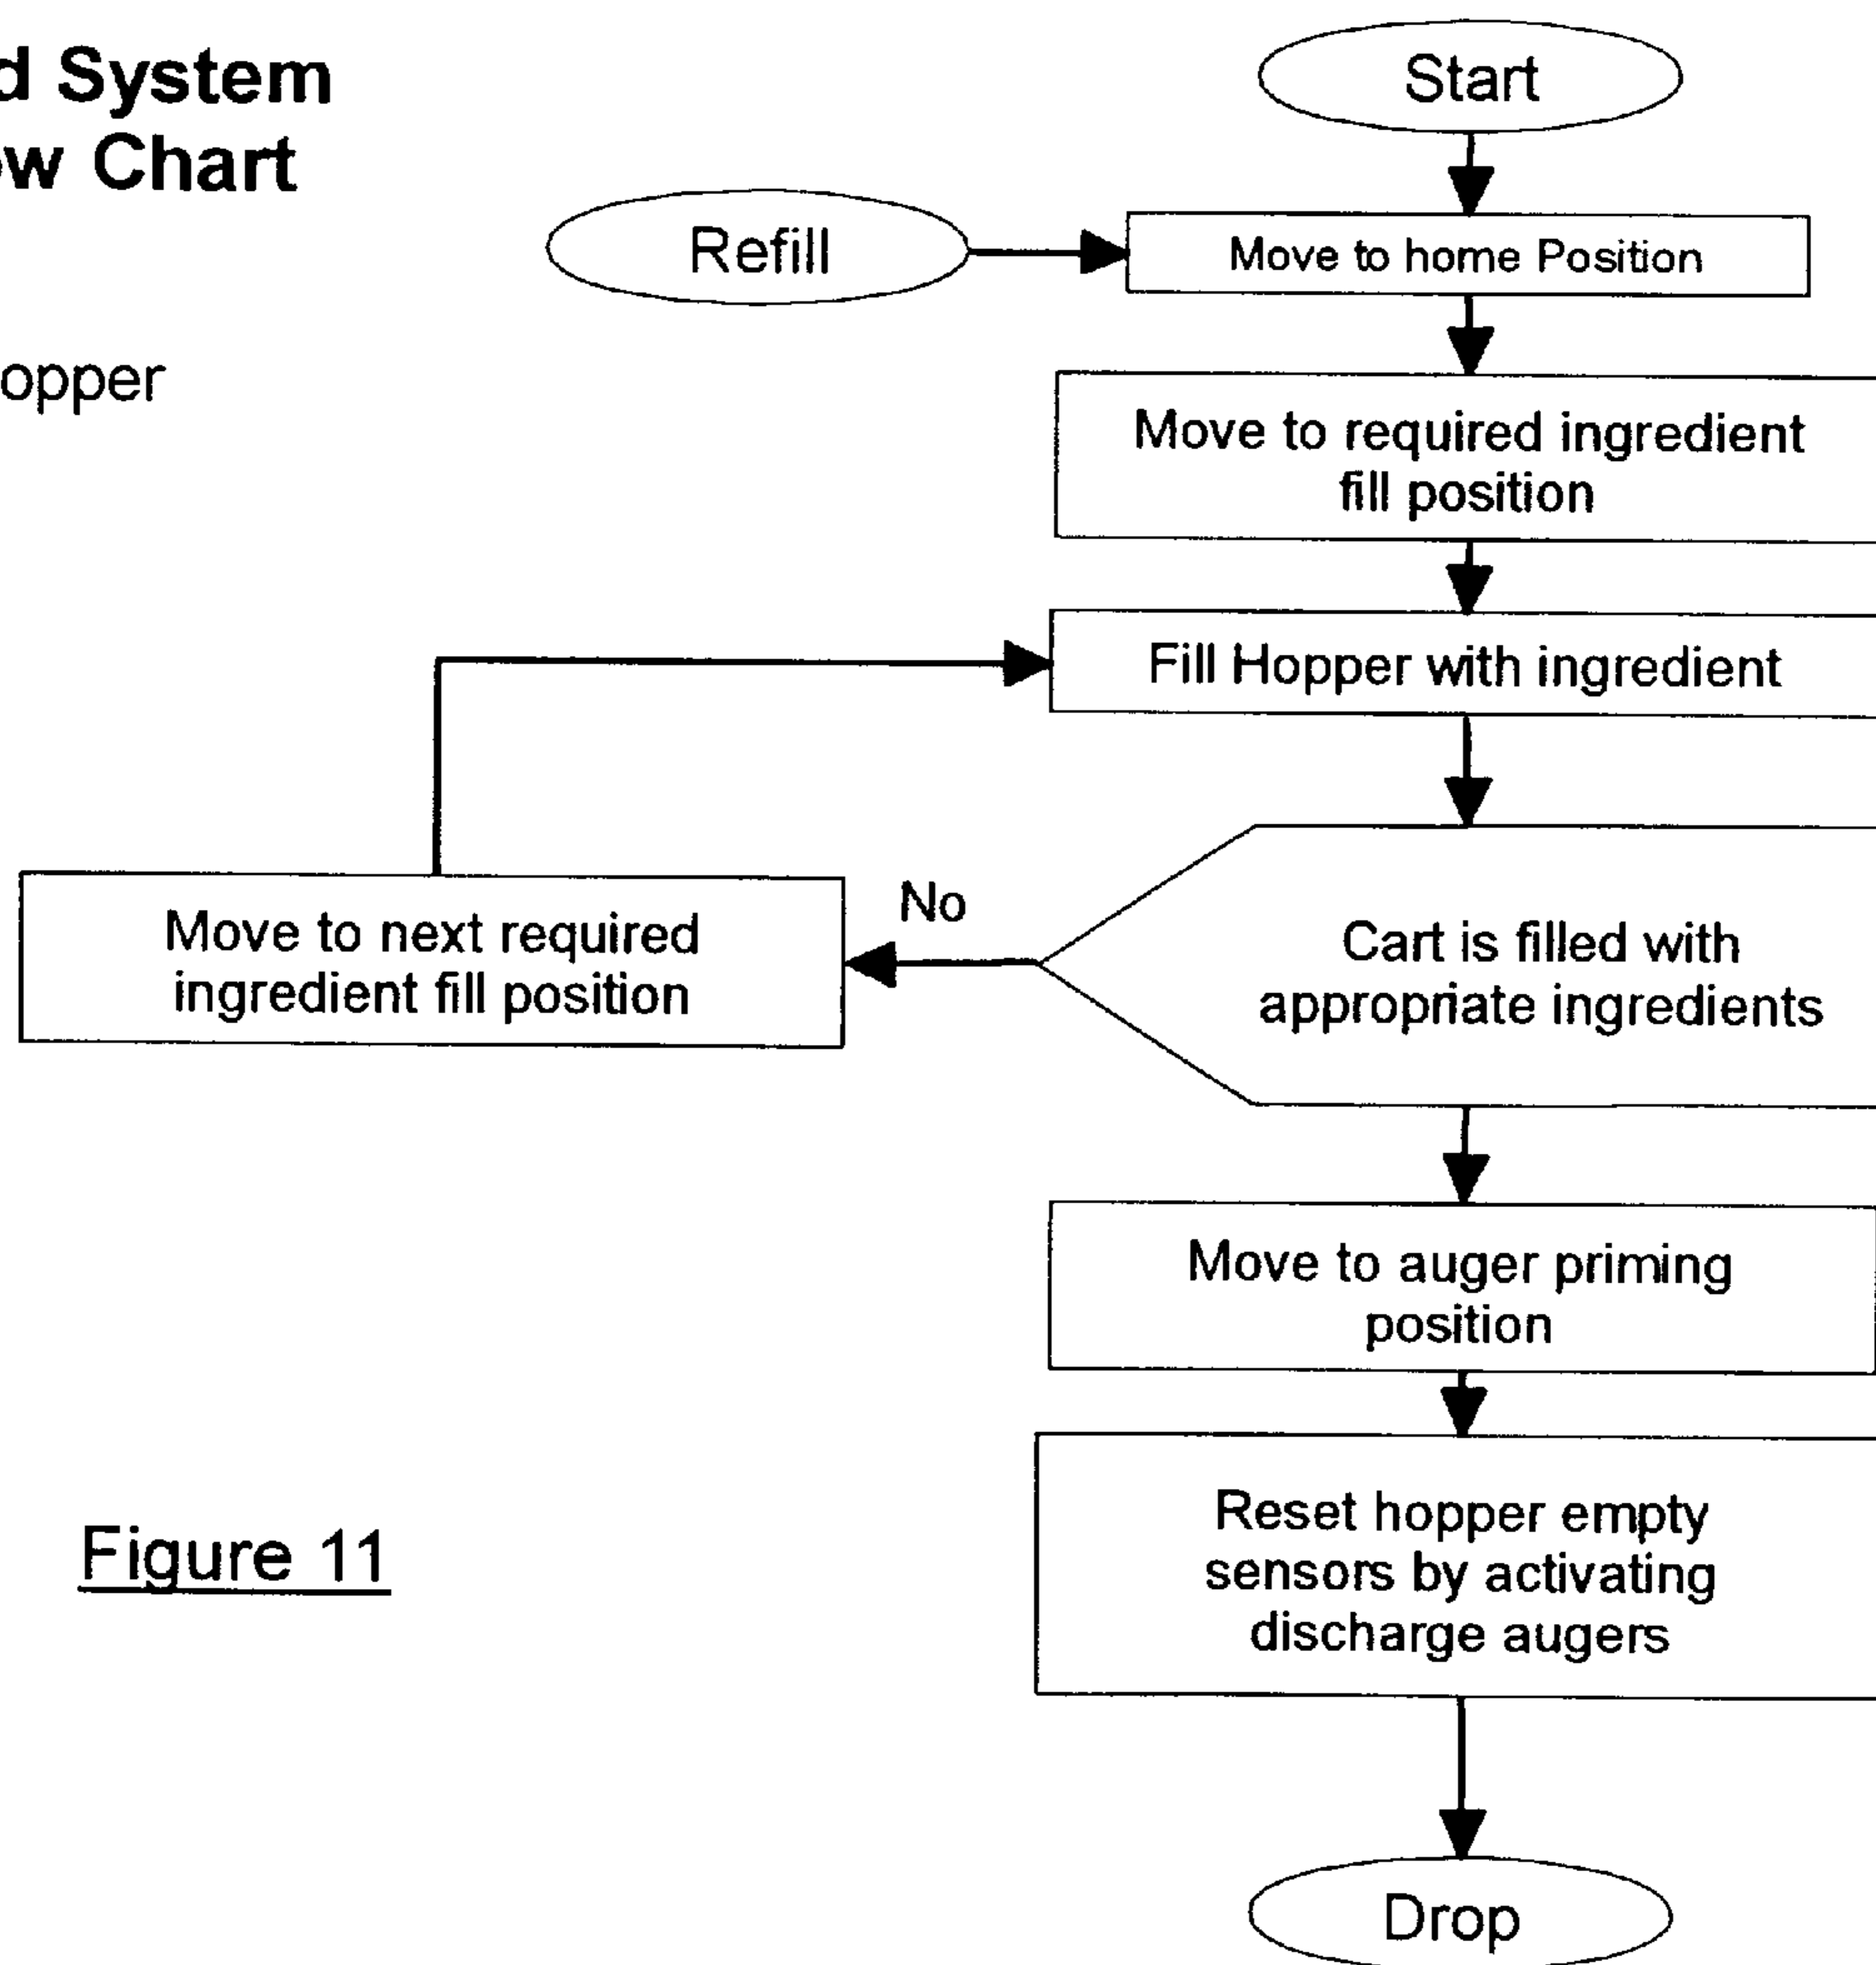 d System
ow Chart
opper
Start
Refill
Move to home Position
Move to required ingredient
fill position
Fill Hopper with ingredient
Cart is filled with
appropriate ingredients
No
Move to next required
ingredient fill position
Move to auger priming
position
Reset hopper empty
sensors by activating
discharge augers
Drop
Figure 11